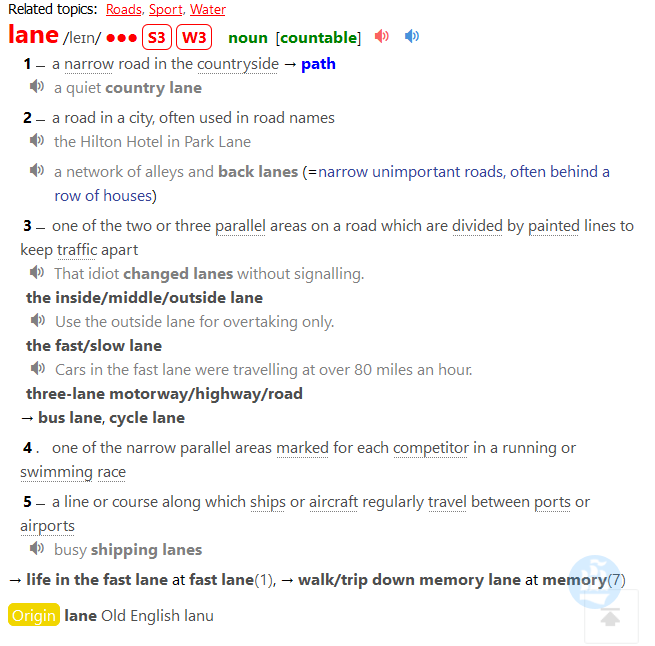 Related topics: Roads, Sport, Water
lane /leɪn/ ●●● S3 W3 noun [countable]
1 – a narrow road in the countryside → path
a quiet country lane
2 – a road in a city, often used in road names
the Hilton Hotel in Park Lane
a network of alleys and back lanes (=narrow unimportant roads, often behind a
row of houses)
3 – one of the two or three parallel areas on a road which are divided by painted lines to
keep traffic apart
That idiot changed lanes without signalling.
the inside/middle/outside lane
Use the outside lane for overtaking only.
the fast/slow lane
Cars in the fast lane were travelling at over 80 miles an hour.
three-lane motorway/highway/road
→ bus lane, cycle lane
4 . one of the narrow parallel areas marked for each competitor in a running or
swimming race
5 – a line or course along which ships or aircraft regularly travel between ports or
airports
busy shipping lanes
→ life in the fast lane at fast lane(1), → walk/trip down memory lane at memory(7)
Origin lane Old English lanu